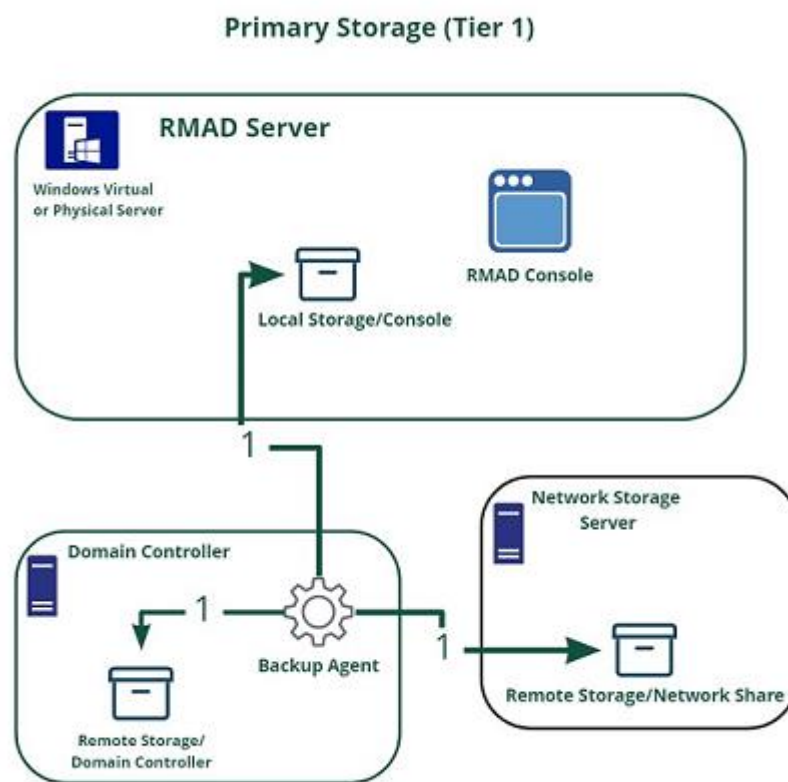 Primary Storage (Tier 1)
RMAD Server
Windows Virtual
or Physical Server
RMAD Console
Local Storage/Console
1
Domain Controller
1
Backup Agent
Remote Storage/
Domain Controller
Network Storage
Server
1
Remote Storage/Network Share